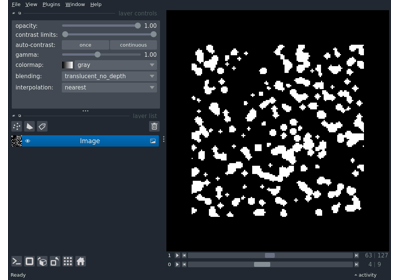 File View Plugins Window Help
layer controls
opacity: 1.00
contrast limits:
auto-contrast: once continuous
gamma: 1.00
colormap: gray
blending: translucent_no_depth
interpolation: nearest
layer list
Image
1 63 127
0 4 9
Ready activity